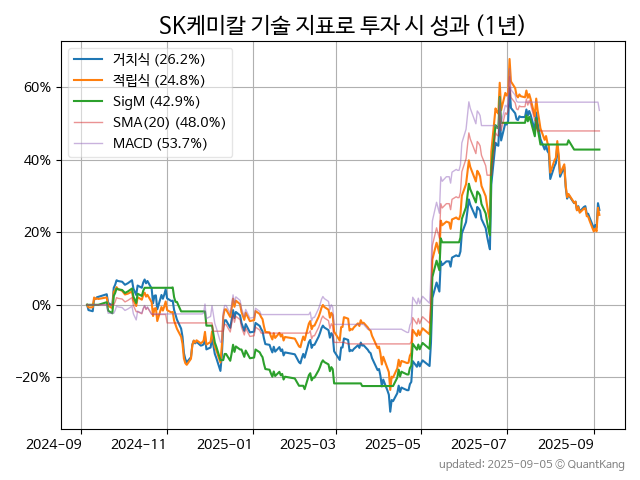 SK케미칼 기술 지표로 투자 시 성과 (1년)
거치식 (26.2%)
적립식 (24.8%)
SigM (42.9%)
SMA(20) (48.0%)
MACD (53.7%)
60%
40%
20%
0%
−20%
2024-09
2024-11
2025-01
2025-03
2025-05
2025-07
2025-09
updated: 2025-09-05 © QuantKang